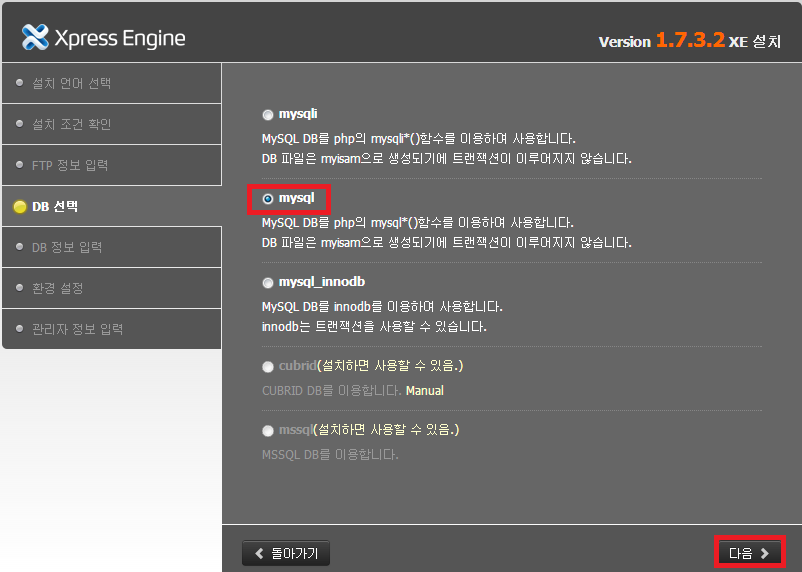 Xpress Engine
Version 1.7.3.2 XE 설치
설치 언어 선택
설치 조건 확인
FTP 정보 입력
DB 선택
DB 정보 입력
환경 설정
관리자 정보 입력
mysqli
MySQL DB를 php의 mysqli*()함수를 이용하여 사용합니다.
DB 파일은 myisam으로 생성되기에 트랜잭션이 이루어지지 않습니다.
mysql
MySQL DB를 php의 mysql*()함수를 이용하여 사용합니다.
DB 파일은 myisam으로 생성되기에 트랜잭션이 이루어지지 않습니다.
mysql_innodb
MySQL DB를 innodb를 이용하여 사용합니다.
innodb는 트랜잭션을 사용할 수 있습니다.
cubrid(설치하면 사용할 수 있음.)
CUBRID DB를 이용합니다. Manual
mssql(설치하면 사용할 수 있음.)
MSSQL DB를 이용합니다.
돌아가기
다음